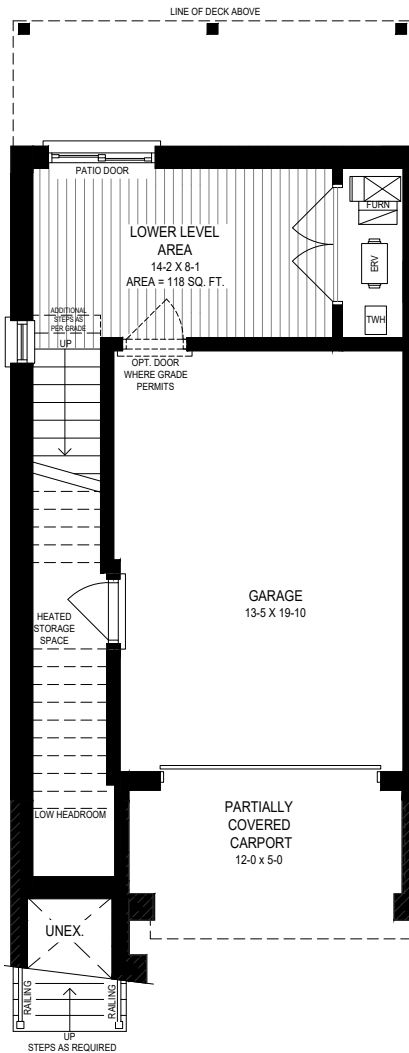 LINE OF DECK ABOVE
PATIO DOOR
LOWER LEVEL
AREA
14-2 X 8-1
AREA = 118 SQ. FT.
FURN
ERV
TWH
ADDITIONAL
STEPS AS
PER GRADE
UP
OPT. DOOR
WHERE GRADE
PERMITS
GARAGE
13-5 X 19-10
HEATED
STORAGE
SPACE
LOW HEADROOM
PARTIALLY
COVERED
CARPORT
12-0 x 5-0
UNEX.
RAILING
RAILING
UP
STEPS AS REQUIRED